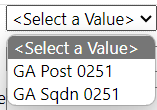 <Select a Value>
<Select a Value>
GA Post 0251
GA Sqdn 0251